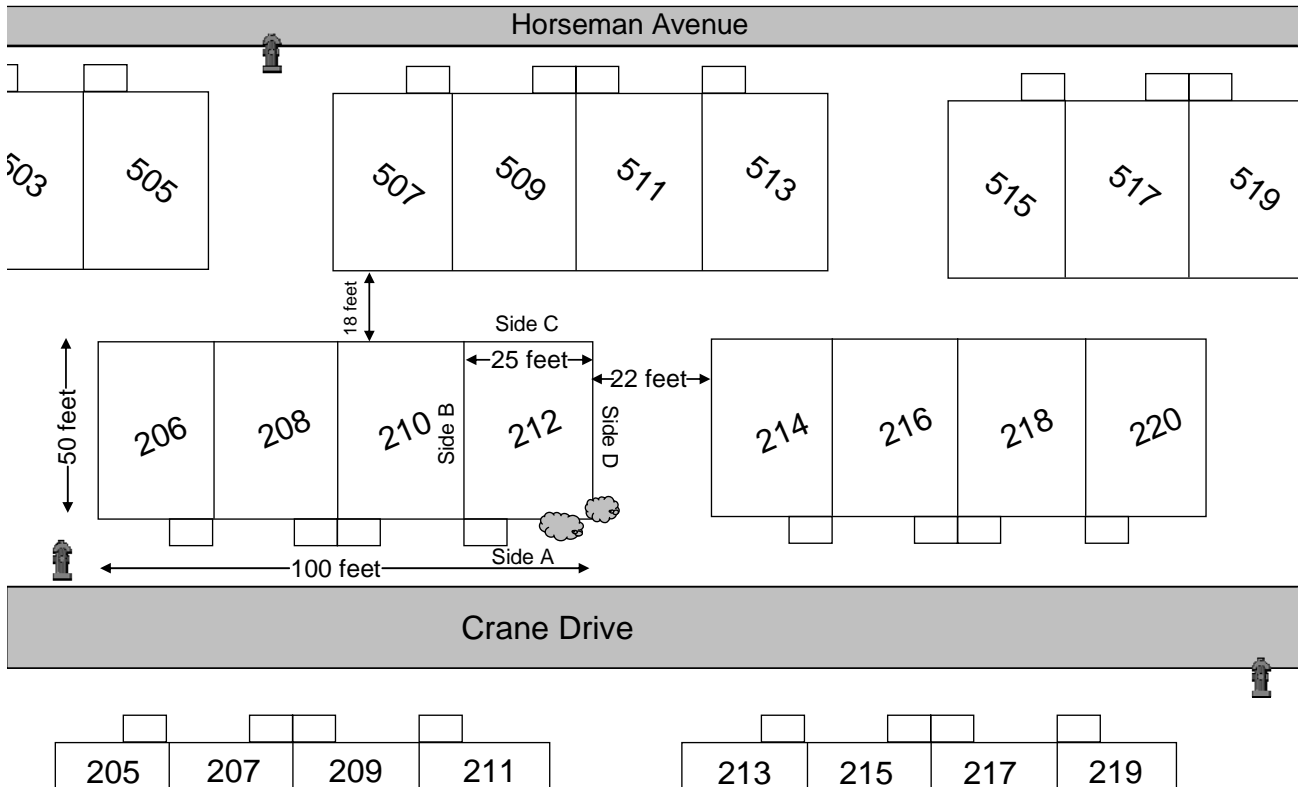 Horseman Avenue
503
505
507
509
511
513
515
517
519
18 feet
Side C
25 feet
22 feet
50 feet
206
208
210
Side B
212
Side D
214
216
218
220
Side A
100 feet
Crane Drive
205
207
209
211
213
215
217
219